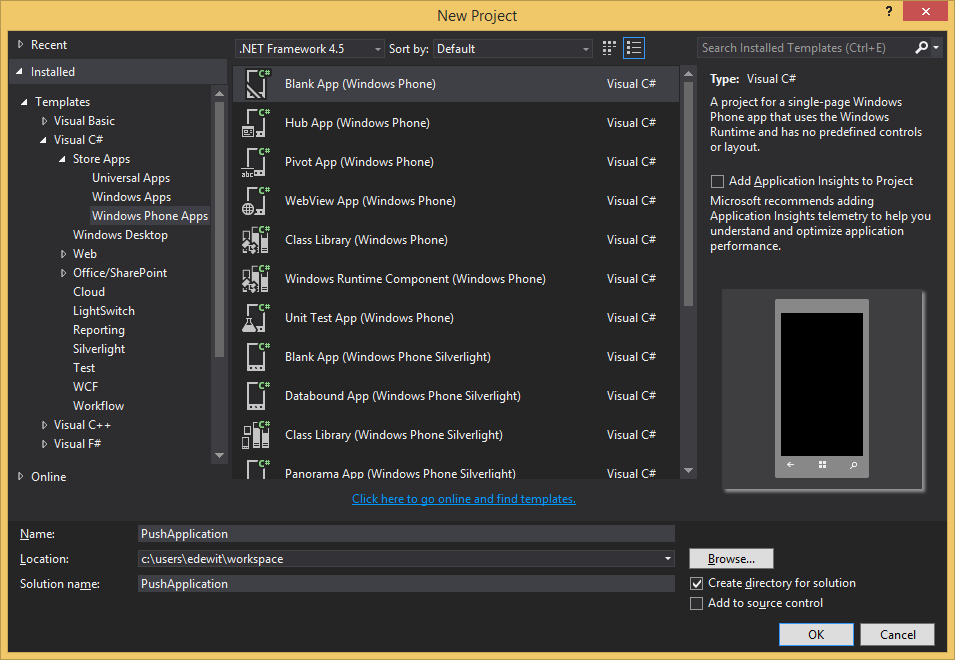 New Project
?
Recent
Installed
Templates
Visual Basic
Visual C#
Store Apps
Universal Apps
Windows Apps
Windows Phone Apps
Windows Desktop
Web
Office/SharePoint
Cloud
LightSwitch
Reporting
Silverlight
Test
WCF
Workflow
Visual C++
Visual F#
Online
.NET Framework 4.5
Sort by: Default
C# Blank App (Windows Phone) Visual C#
C# Hub App (Windows Phone) Visual C#
C# abc Pivot App (Windows Phone) Visual C#
C# WebView App (Windows Phone) Visual C#
C# Class Library (Windows Phone) Visual C#
C# Windows Runtime Component (Windows Phone) Visual C#
C# Unit Test App (Windows Phone) Visual C#
C# Blank App (Windows Phone Silverlight) Visual C#
C# Databound App (Windows Phone Silverlight) Visual C#
C# Class Library (Windows Phone Silverlight) Visual C#
C# Panorama App (Windows Phone Silverlight) Visual C#
Click here to go online and find templates.
Search Installed Templates (Ctrl+E)
Type: Visual C#
A project for a single-page Windows
Phone app that uses the Windows
Runtime and has no predefined controls
or layout.
Add Application Insights to Project
Microsoft recommends adding
Application Insights telemetry to help you
understand and optimize application
performance.
Name: PushApplication
Location: c:\users\edewit\workspace
Solution name: PushApplication
Browse...
Create directory for solution
Add to source control
OK
Cancel